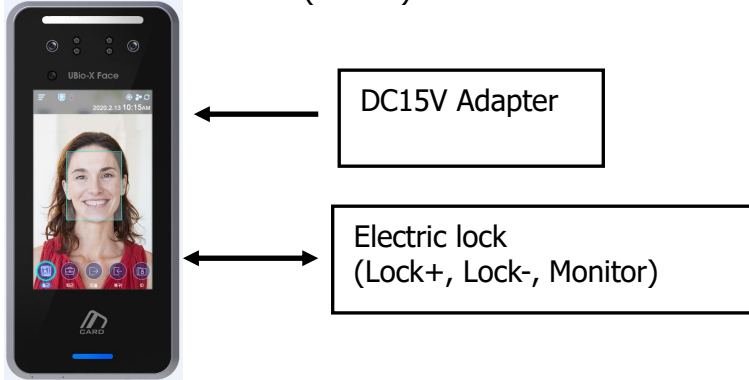 UBio-X Face
2020.2.13 10:15AM
DC15V Adapter
Electric lock
(Lock+, Lock-, Monitor)
CARD